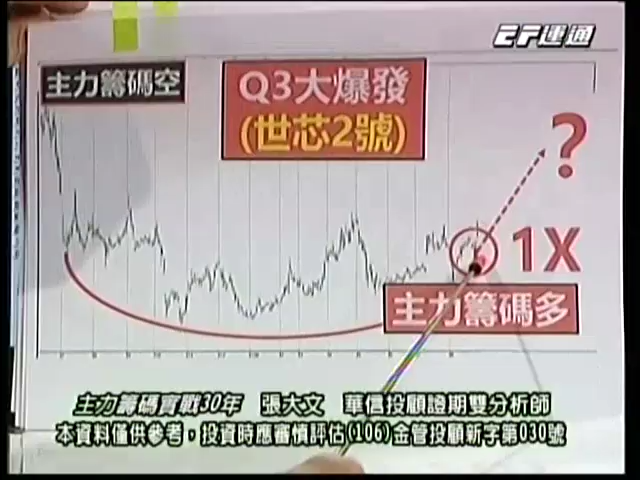 EF運通
主力籌碼空
Q3大爆發
(世芯2號)
?
1X
主力籌碼多
主力籌碼實戰30年 張大文 華信投顧證期雙分析師
本資料僅供參考,投資時應審慎評估(106)金管投顧新字第030號